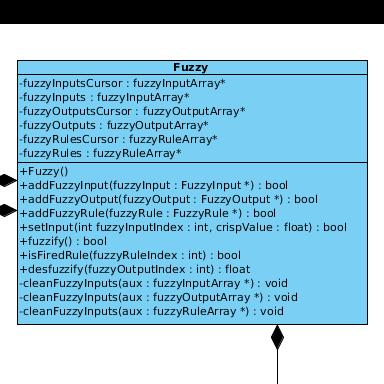 Fuzzy
-fuzzyInputsCursor : fuzzyInputArray*
-fuzzyInputs : fuzzyInputArray*
-fuzzyOutputsCursor : fuzzyOutputArray*
-fuzzyOutputs : fuzzyOutputArray*
-fuzzyRulesCursor : fuzzyRuleArray*
-fuzzyRules : fuzzyRuleArray*
+Fuzzy()
+addFuzzyInput(fuzzyInput : FuzzyInput *) : bool
+addFuzzyOutput(fuzzyOutput : FuzzyOutput *) : bool
+addFuzzyRule(fuzzyRule : FuzzyRule *) : bool
+setInput(int fuzzyInputIndex : int, crispValue : float) : bool
+fuzzify() : bool
+isFiredRule(fuzzyRuleIndex : int) : bool
+desfuzzify(fuzzyOutputIndex : int) : float
-cleanFuzzyInputs(aux : fuzzyInputArray *) : void
-cleanFuzzyInputs(aux : fuzzyOutputArray *) : void
-cleanFuzzyInputs(aux : fuzzyRuleArray *) : void